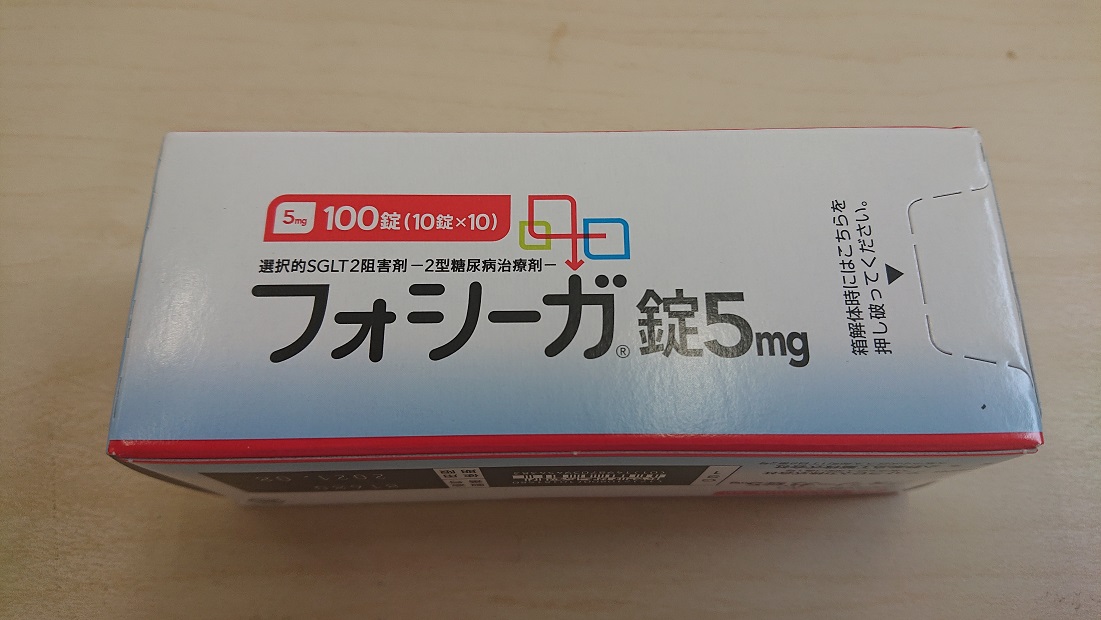 5mg 100錠(10錠×10)
選択的SGLT2阻害剤-2型糖尿病治療剤-
フォシーガ®錠5mg
箱解体時にはこちらを
押し破ってください。